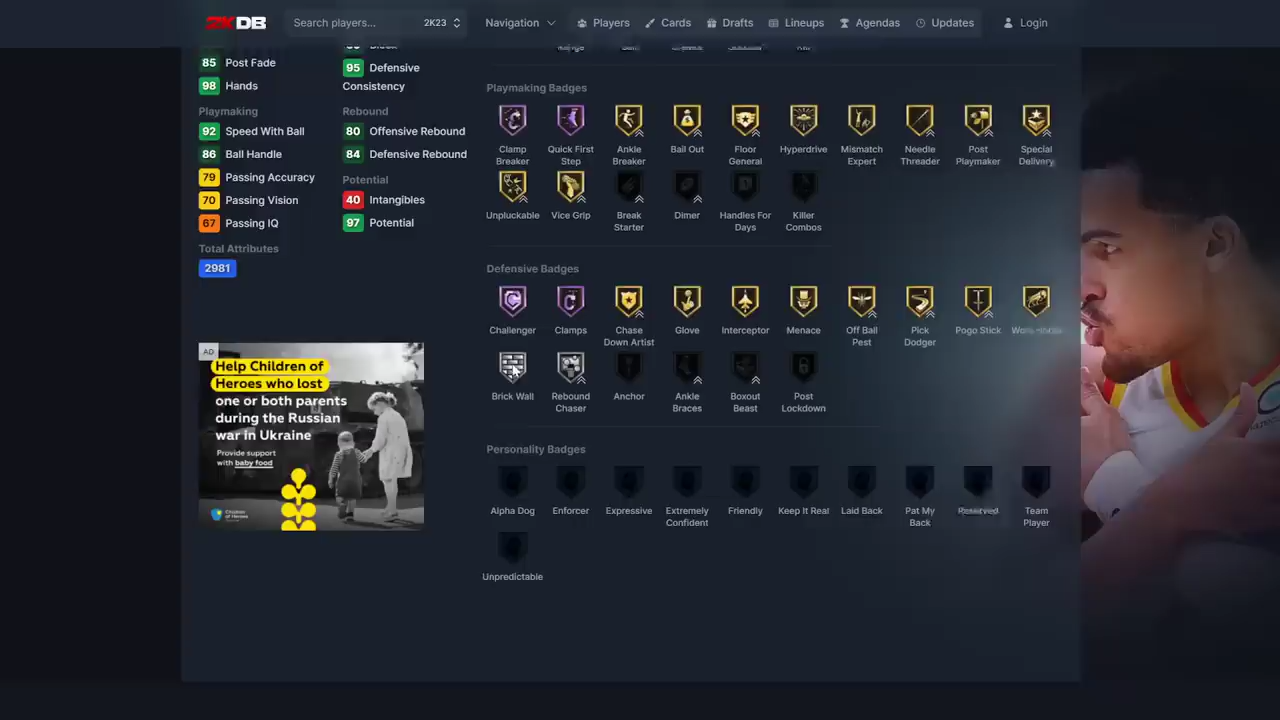 2KDB
Search players...
2K23
Navigation
Players
Cards
Drafts
Lineups
Agendas
Updates
Login
85 Post Fade
98 Hands
Playmaking
92 Speed With Ball
86 Ball Handle
79 Passing Accuracy
70 Passing Vision
67 Passing IQ
Total Attributes
2981
Block
95 Defensive
Consistency
Rebound
80 Offensive Rebound
84 Defensive Rebound
Potential
40 Intangibles
97 Potential
AD
Help Children of
Heroes who lost
one or both parents
during the Russian
war in Ukraine
Provide support
with baby food
Children
of Heroes
Playmaking Badges
Clamp
Breaker
Quick First
Step
Ankle
Breaker
Bail Out
Floor
General
Hyperdrive
Mismatch
Expert
Needle
Threader
Post
Playmaker
Special
Delivery
Unpluckable
Vice Grip
Break
Starter
Dimer
Handles For
Days
Killer
Combos
Defensive Badges
Challenger
Clamps
Chase
Down Artist
Glove
Interceptor
Menace
Off Ball
Pest
Pick
Dodger
Pogo Stick
Brick Wall
Rebound
Chaser
Anchor
Ankle
Braces
Boxout
Beast
Post
Lockdown
Personality Badges
Alpha Dog
Enforcer
Expressive
Extremely
Confident
Friendly
Keep It Real
Laid Back
Pat My
Back
Reserved
Team
Player
Unpredictable